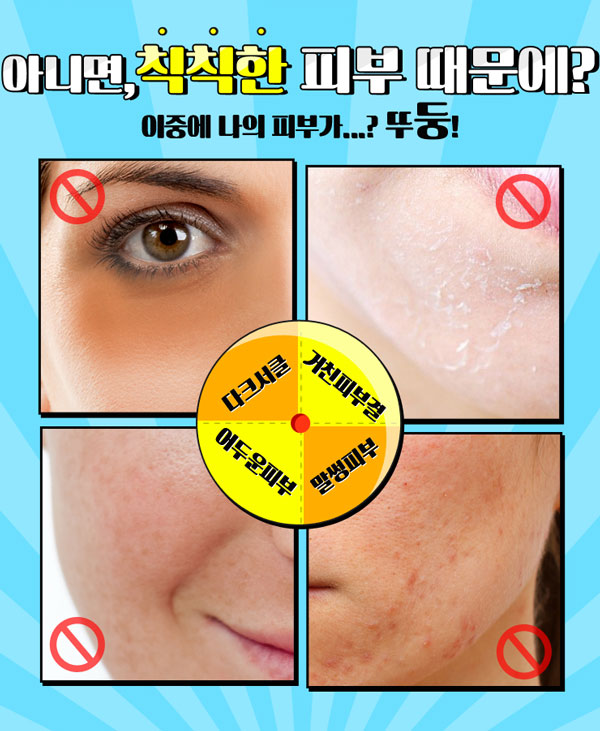 아니면, 칙칙한 피부 때문에?
이중에 나의 피부가...? 뚜둥!
다크서클
거친피부결
어두운피부
말썽피부